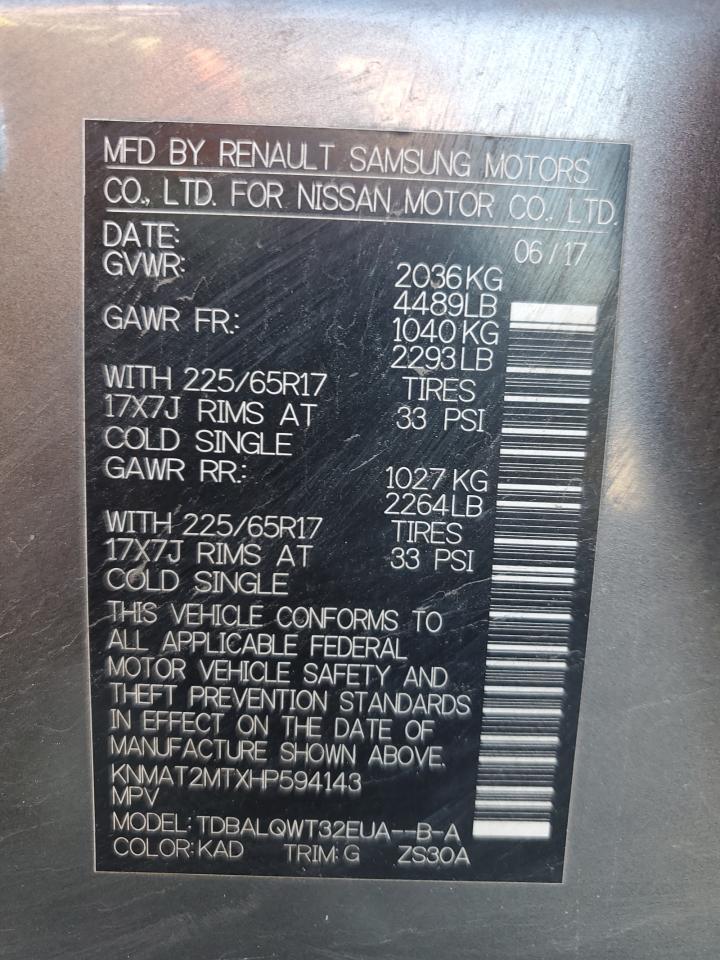 MFD BY RENAULT SAMSUNG MOTORS
CO., LTD. FOR NISSAN MOTOR CO., LTD.
DATE: 06/17
GVWR: 2036KG
4489LB
GAWR FR.: 1040KG
2293LB
WITH 225/65R17 TIRES
17X7J RIMS AT 33 PSI
COLD SINGLE
GAWR RR.: 1027KG
2264LB
WITH 225/65R17 TIRES
17X7J RIMS AT 33 PSI
COLD SINGLE
THIS VEHICLE CONFORMS TO
ALL APPLICABLE FEDERAL
MOTOR VEHICLE SAFETY AND
THEFT PREVENTION STANDARDS
IN EFFECT ON THE DATE OF
MANUFACTURE SHOWN ABOVE.
KNMAT2MTXHP594143
MPV
MODEL: TDBALQWT32EUA--B-A
COLOR:KAD TRIM:G ZS30A